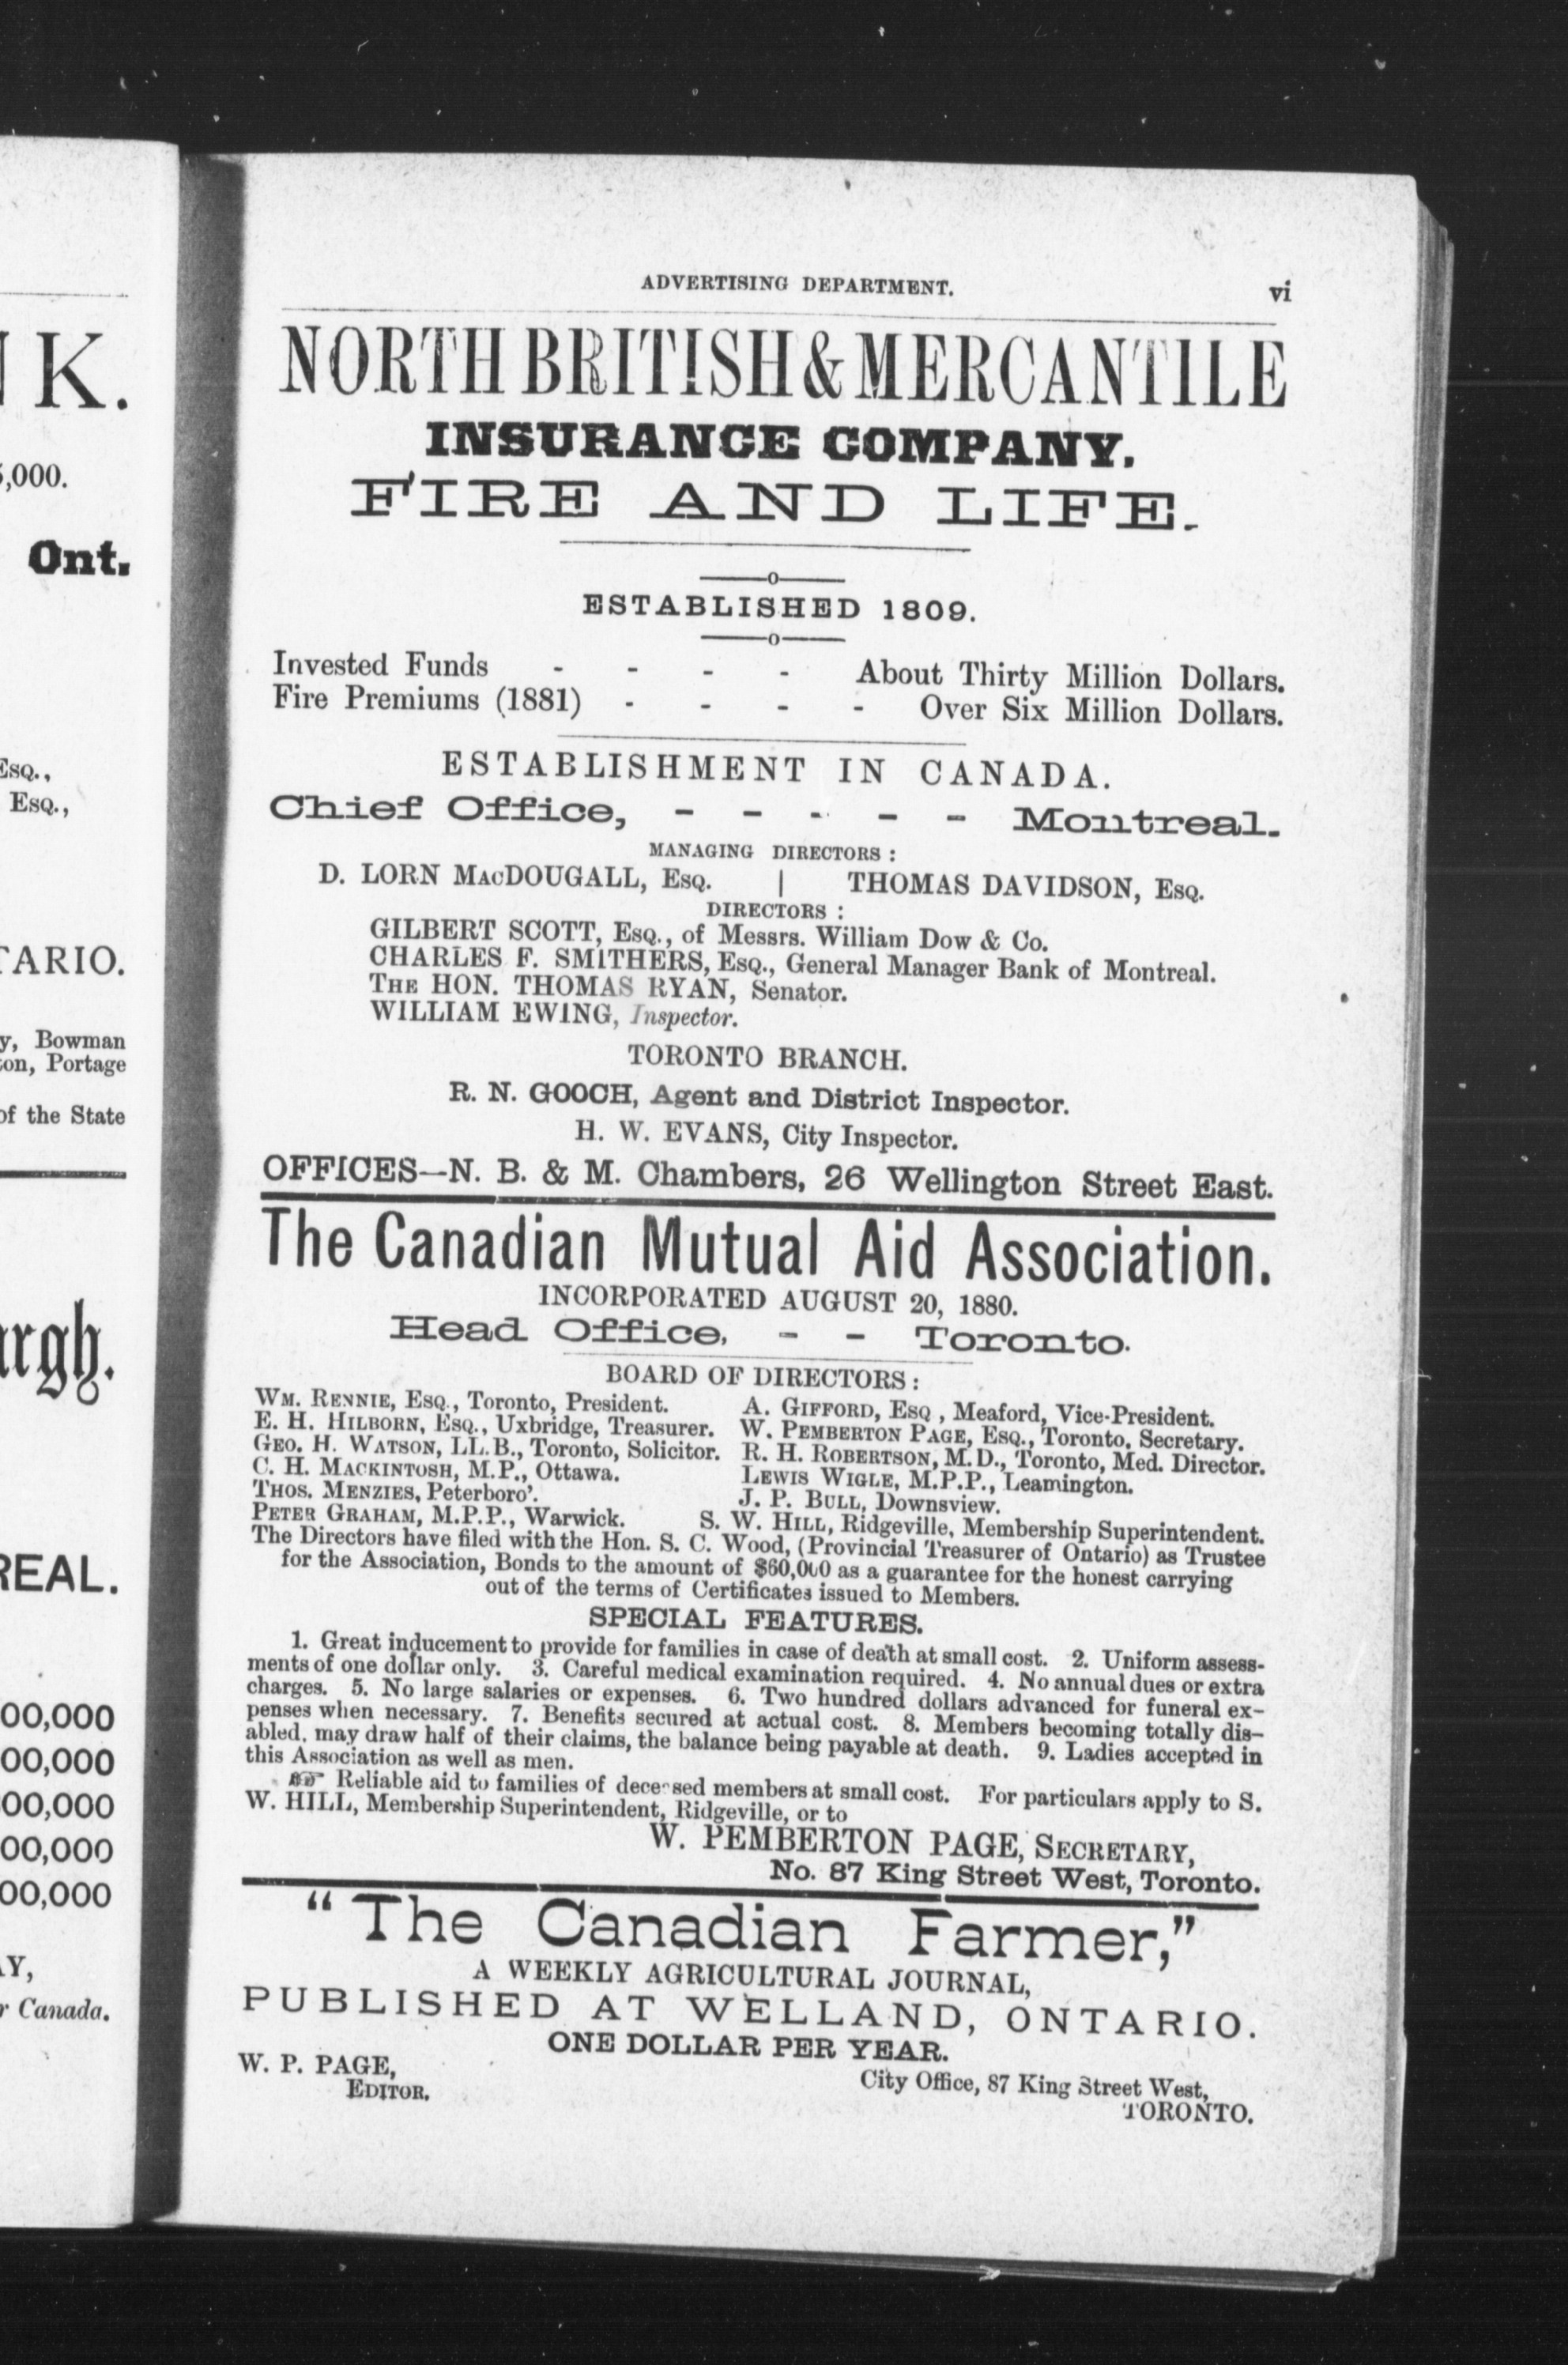 K.
,000.
Ont.
Esq.,
Esq.,
TARIO.
y, Bowman
on, Portage
of the State
rgh.
REAL.
00,000
00,000
00,000
00,000
00,000
Y,
Canada.
ADVERTISING DEPARTMENT. vi
NORTH BRITISH & MERCANTILE
INSURANCE COMPANY.
FIRE AND LIFE.
ESTABLISHED 1809.
Invested Funds - - - - About Thirty Million Dollars.
Fire Premiums (1881) - - - - Over Six Million Dollars.
ESTABLISHMENT IN CANADA.
Chief Office, - - - - - Montreal.
MANAGING DIRECTORS :
D. LORN MacDOUGALL, Esq. | THOMAS DAVIDSON, Esq.
DIRECTORS :
GILBERT SCOTT, Esq., of Messrs. William Dow & Co.
CHARLES F. SMITHERS, Esq., General Manager Bank of Montreal.
The HON. THOMAS RYAN, Senator.
WILLIAM EWING, Inspector.
TORONTO BRANCH.
R. N. GOOCH, Agent and District Inspector.
H. W. EVANS, City Inspector.
OFFICES—N. B. & M. Chambers, 26 Wellington Street East.
The Canadian Mutual Aid Association.
INCORPORATED AUGUST 20, 1880.
Head Office, - - Toronto.
BOARD OF DIRECTORS :
Wm. Rennie, Esq., Toronto, President. A. Gifford, Esq , Meaford, Vice-President.
E. H. Hilborn, Esq., Uxbridge, Treasurer. W. Pemberton Page, Esq., Toronto, Secretary.
Geo. H. Watson, LL.B., Toronto, Solicitor. R. H. Robertson, M.D., Toronto, Med. Director.
C. H. Mackintosh, M.P., Ottawa. Lewis Wigle, M.P.P., Leamington.
Thos. Menzies, Peterboro'. J. P. Bull, Downsview.
Peter Graham, M.P.P., Warwick. S. W. Hill, Ridgeville, Membership Superintendent.
The Directors have filed with the Hon. S. C. Wood, (Provincial Treasurer of Ontario) as Trustee
for the Association, Bonds to the amount of $60,000 as a guarantee for the honest carrying
out of the terms of Certificates issued to Members.
SPECIAL FEATURES.
1. Great inducement to provide for families in case of death at small cost. 2. Uniform assess-
ments of one dollar only. 3. Careful medical examination required. 4. No annual dues or extra
charges. 5. No large salaries or expenses. 6. Two hundred dollars advanced for funeral ex-
penses when necessary. 7. Benefits secured at actual cost. 8. Members becoming totally dis-
abled, may draw half of their claims, the balance being payable at death. 9. Ladies accepted in
this Association as well as men.
☞ Reliable aid to families of deceased members at small cost. For particulars apply to S.
W. HILL, Membership Superintendent, Ridgeville, or to
W. PEMBERTON PAGE, Secretary,
No. 87 King Street West, Toronto.
"The Canadian Farmer,"
A WEEKLY AGRICULTURAL JOURNAL,
PUBLISHED AT WELLAND, ONTARIO.
ONE DOLLAR PER YEAR.
W. P. PAGE, City Office, 87 King Street West,
Editor. TORONTO.